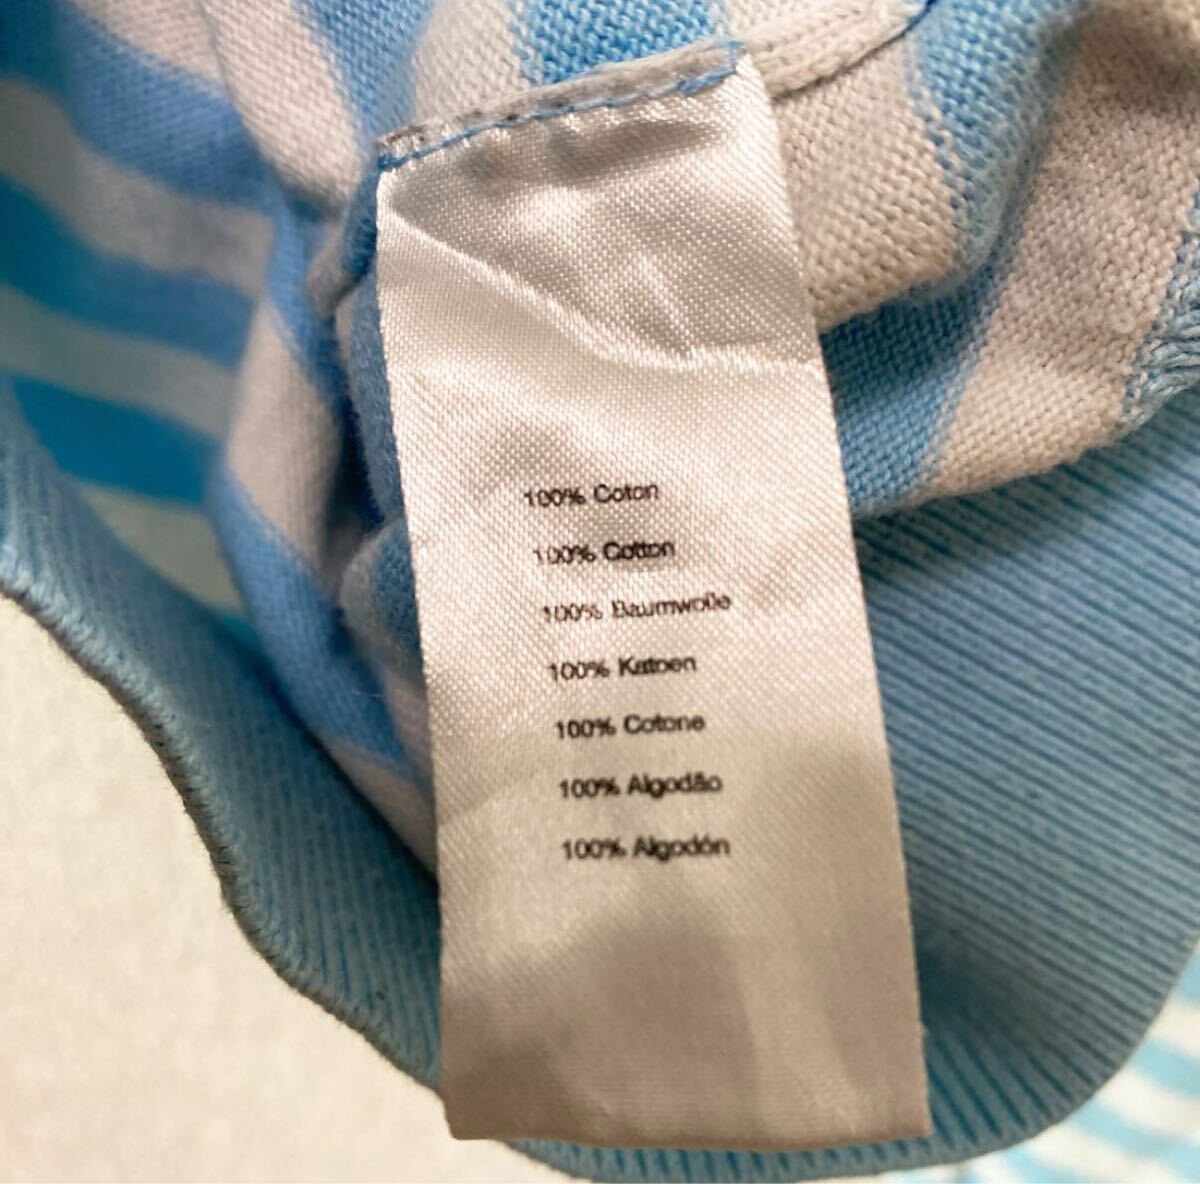 100% Coton
100% Cotton
100% Baumwolle
100% Katoen
100% Cotone
100% Algodão
100% Algodón